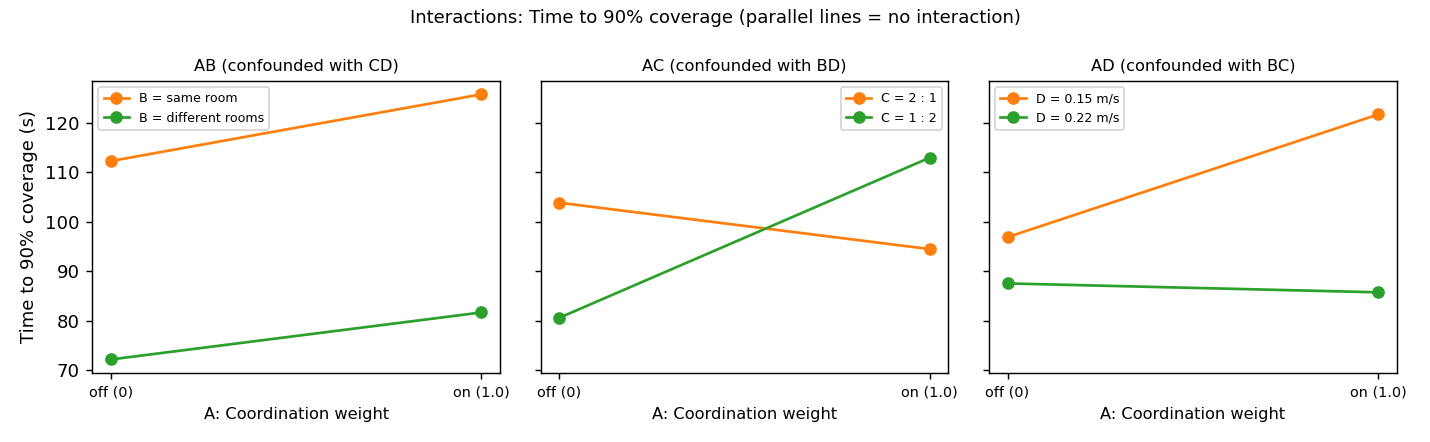 Interactions: Time to 90% coverage (parallel lines = no interaction)
AB (confounded with CD)
AC (confounded with BD)
AD (confounded with BC)
B = same room
B = different rooms
C = 2 : 1
C = 1 : 2
D = 0.15 m/s
D = 0.22 m/s
Time to 90% coverage (s)
120
110
100
90
80
70
off (0)
on (1.0)
off (0)
on (1.0)
off (0)
on (1.0)
A: Coordination weight
A: Coordination weight
A: Coordination weight